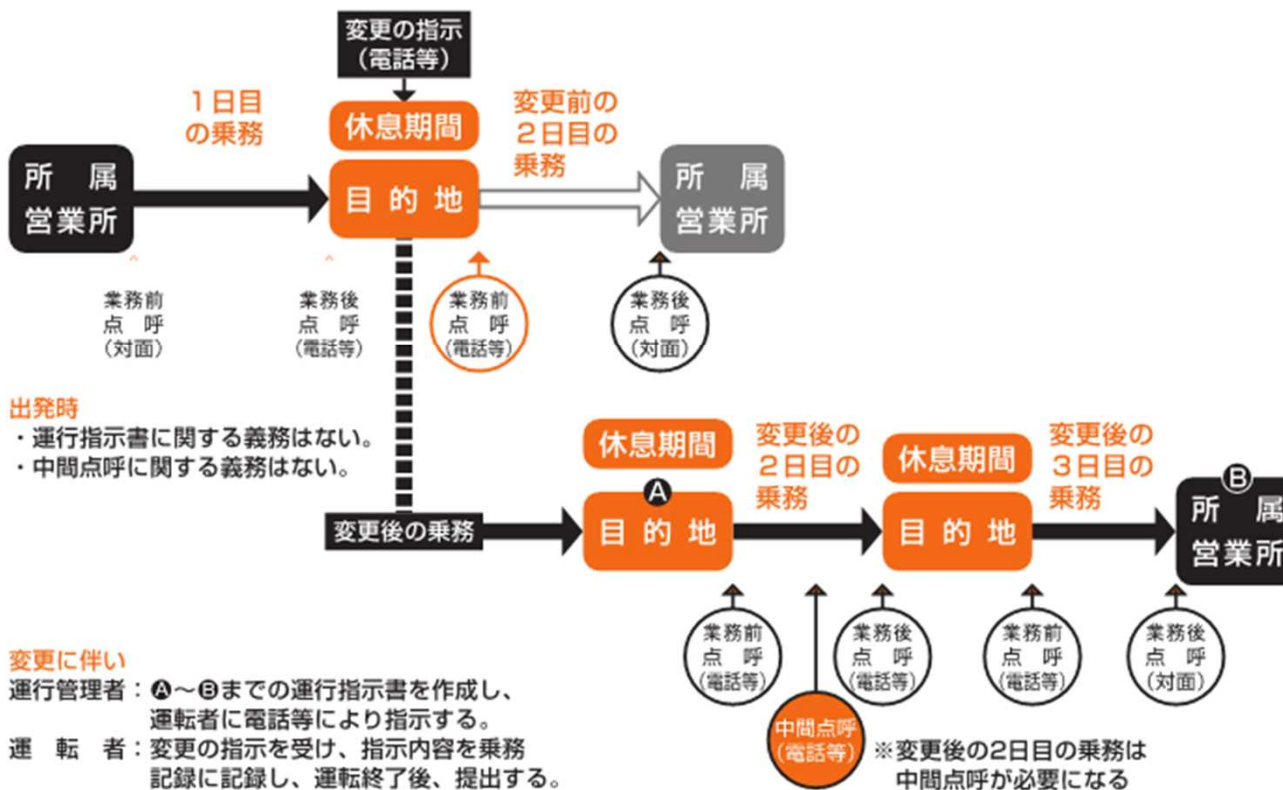 変更の指示
(電話等)
1日目
の乗務
休息期間
変更前の
2日目の
乗務
所属
営業所
目的地
所属
営業所
業務前
点呼
(対面)
業務後
点呼
(電話等)
業務前
点呼
(電話等)
業務後
点呼
(対面)
出発時
・運行指示書に関する義務はない。
・中間点呼に関する義務はない。
休息期間
変更後の
2日目の
乗務
休息期間
変更後の
3日目の
乗務
変更後の乗務
A
目的地
目的地
B
所属
営業所
業務前
点呼
(電話等)
業務後
点呼
(電話等)
業務前
点呼
(電話等)
業務後
点呼
(対面)
中間点呼
(電話等)
※変更後の2日目の乗務は
中間点呼が必要になる
変更に伴い
運行管理者:A〜Bまでの運行指示書を作成し、
運転者に電話等により指示する。
運転者:変更の指示を受け、指示内容を乗務
記録に記録し、運転終了後、提出する。